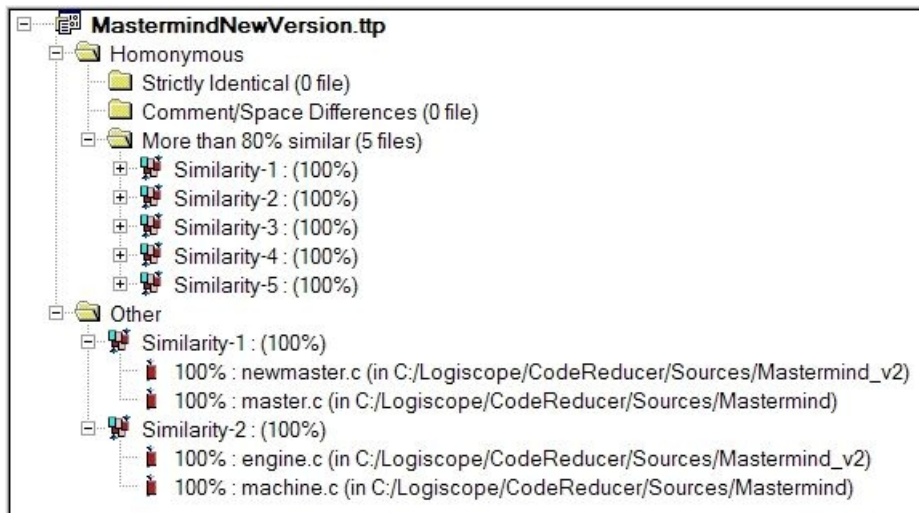 MastermindNewVersion.ttp
Homonymous
Strictly Identical (0 file)
Comment/Space Differences (0 file)
More than 80% similar (5 files)
Similarity-1 : (100%)
Similarity-2 : (100%)
Similarity-3 : (100%)
Similarity-4 : (100%)
Similarity-5 : (100%)
Other
Similarity-1 : (100%)
100% : newmaster.c (in C:/Logiscope/CodeReducer/Sources/Mastermind_v2)
100% : master.c (in C:/Logiscope/CodeReducer/Sources/Mastermind)
Similarity-2 : (100%)
100% : engine.c (in C:/Logiscope/CodeReducer/Sources/Mastermind_v2)
100% : machine.c (in C:/Logiscope/CodeReducer/Sources/Mastermind)